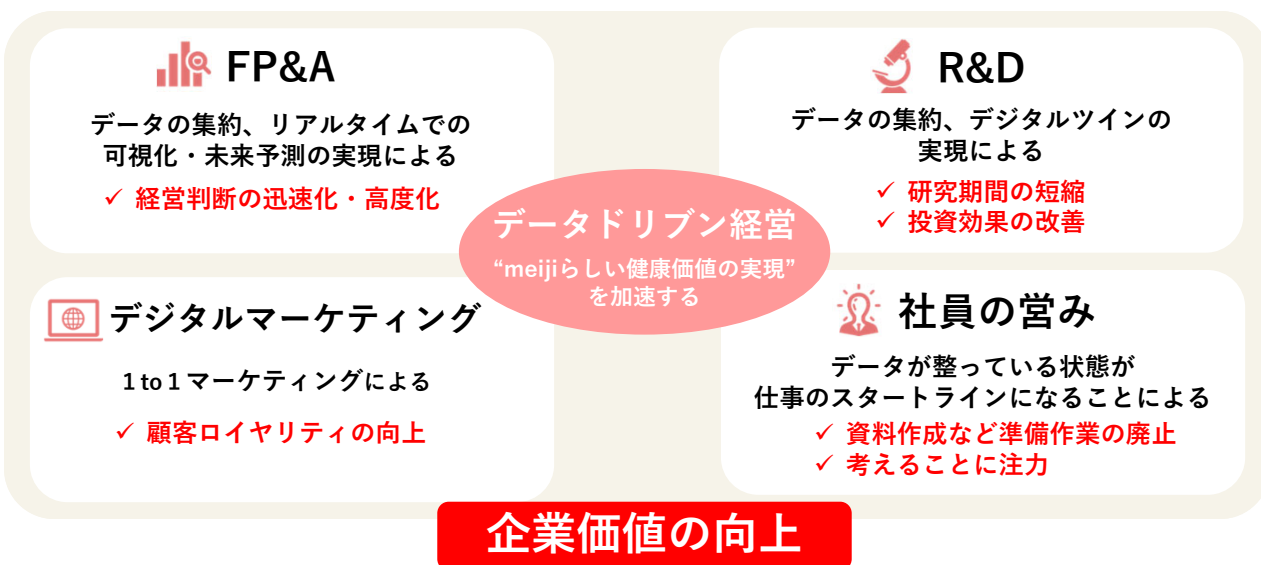 FP&A
データの集約、リアルタイムでの
可視化・未来予測の実現による
✓ 経営判断の迅速化・高度化
R&D
データの集約、デジタルツインの
実現による
✓ 研究期間の短縮
✓ 投資効果の改善
データドリブン経営
“meijiらしい健康価値の実現”
を加速する
デジタルマーケティング
1 to 1 マーケティングによる
✓ 顧客ロイヤリティの向上
社員の営み
データが整っている状態が
仕事のスタートラインになることによる
✓ 資料作成など準備作業の廃止
✓ 考えることに注力
企業価値の向上